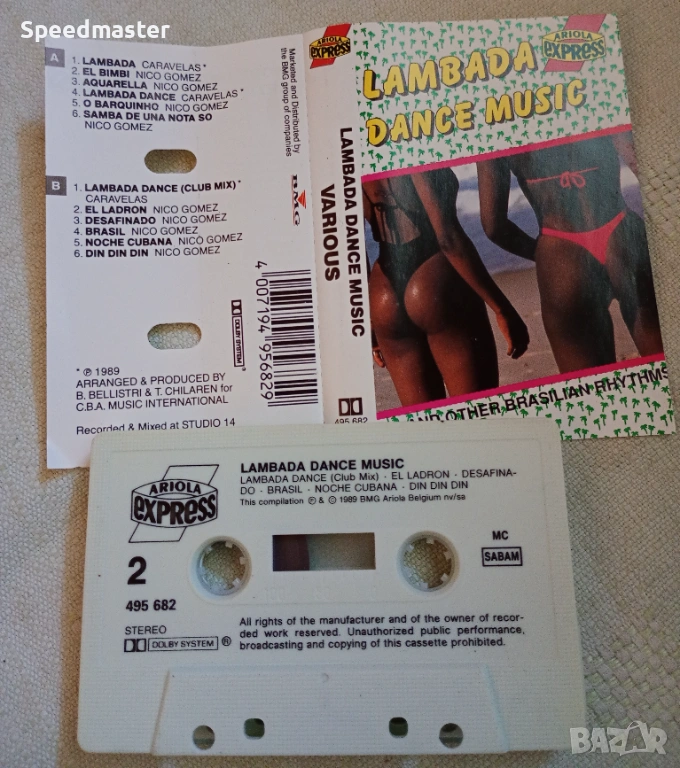 Speedmaster
A
1. LAMBADA CARAVELAS *
2. EL BIMBI NICO GOMEZ
3. AQUARELLA NICO GOMEZ
4. LAMBADA DANCE CARAVELAS *
5. O BARQUINHO NICO GOMEZ
6. SAMBA DE UNA NOTA SO
NICO GOMEZ
B
1. LAMBADA DANCE (CLUB MIX) *
CARAVELAS
2. EL LADRON NICO GOMEZ
3. DESAFINADO NICO GOMEZ
4. BRASIL NICO GOMEZ
5. NOCHE CUBANA NICO GOMEZ
6. DIN DIN DIN NICO GOMEZ
* ℗ 1989
ARRANGED & PRODUCED BY
B. BELLISTRI & T. CHILAREN for
C.B.A. MUSIC INTERNATIONAL
Recorded & Mixed at STUDIO 14
Marketed and Distributed by
the BMG group of companies
BMG
4 007194 956829
DOLBY SYSTEM
ARIOLA
EXPRESS
LAMBADA DANCE MUSIC
VARIOUS
495 682
ARIOLA
EXPRESS
LAMBADA
DANCE MUSIC
AND OTHER BRASILIAN RHYTHMS
ARIOLA
EXPRESS
LAMBADA DANCE MUSIC
LAMBADA DANCE (Club Mix) · EL LADRON · DESAFINA-
DO · BRASIL · NOCHE CUBANA · DIN DIN DIN
This compilation ℗ & © 1989 BMG Ariola Belgium nv/sa
2
MC
SABAM
495 682
STEREO
DOLBY SYSTEM ®
All rights of the manufacturer and of the owner of recor-
ded work reserved. Unauthorized public performance,
broadcasting and copying of this cassette prohibited.
BAZAR